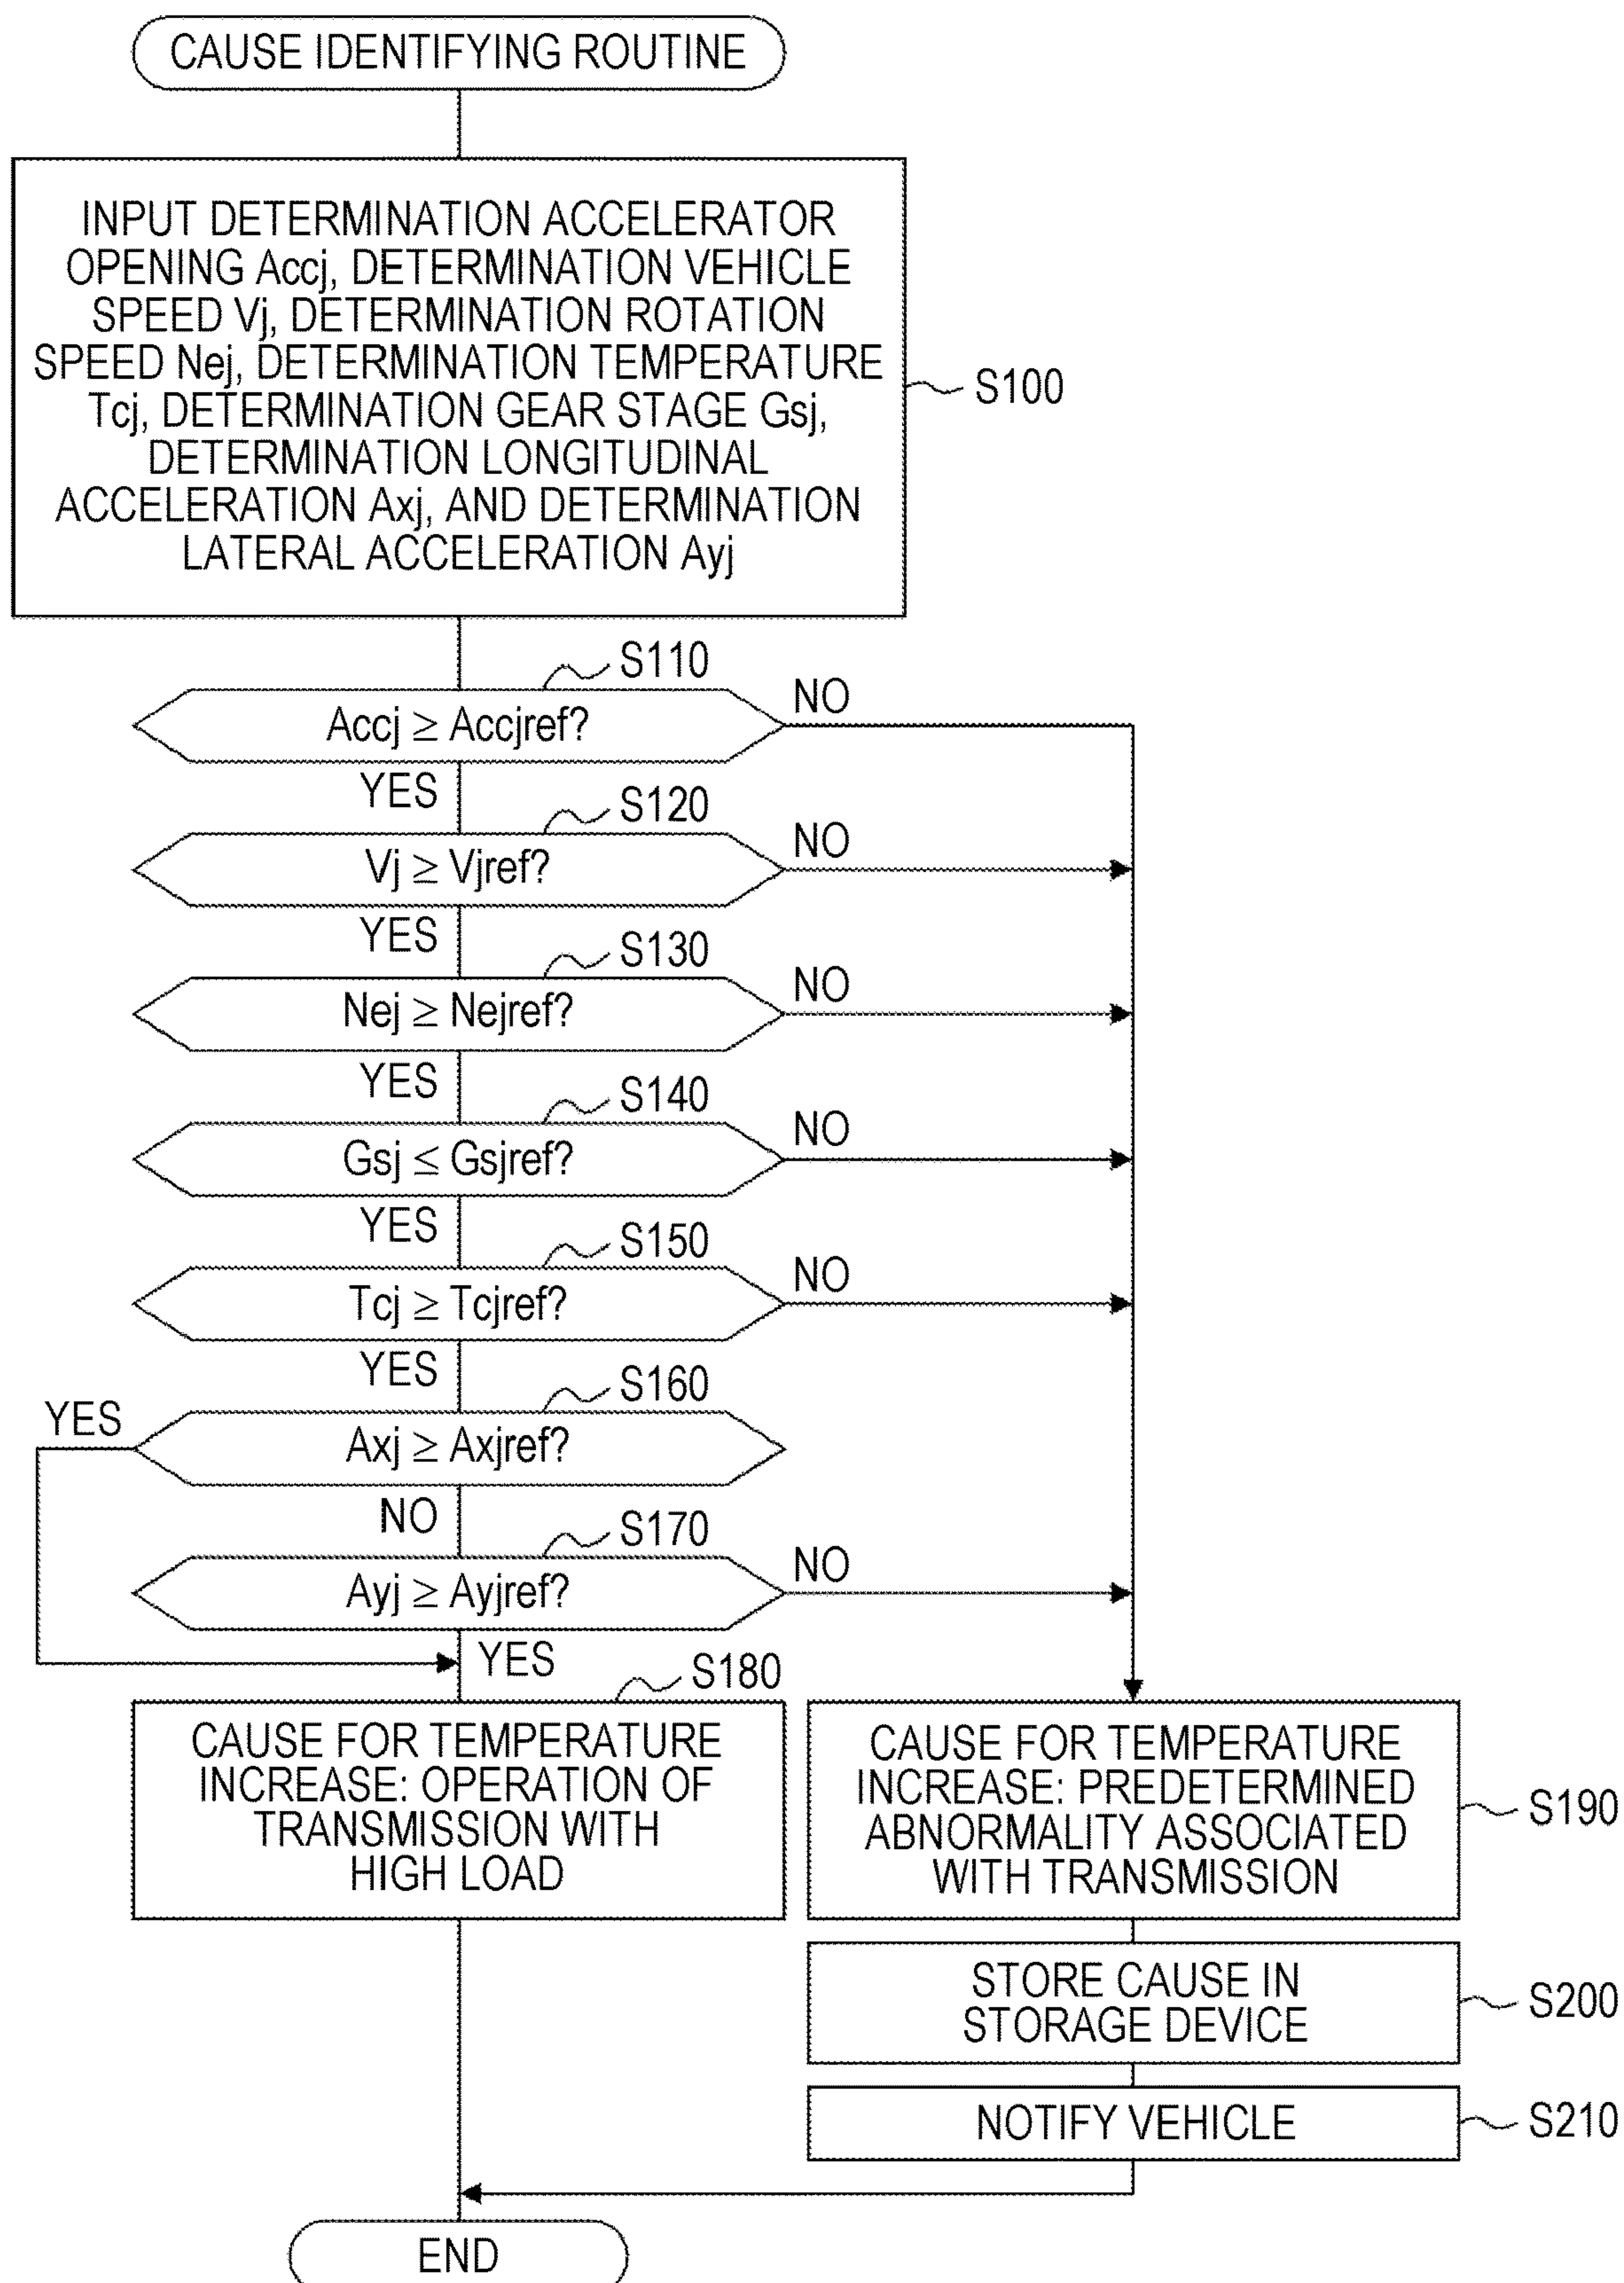 CAUSE IDENTIFYING ROUTINE
INPUT DETERMINATION ACCELERATOR
OPENING Accj, DETERMINATION VEHICLE
SPEED Vj, DETERMINATION ROTATION
SPEED Nej, DETERMINATION TEMPERATURE
Tcj, DETERMINATION GEAR STAGE Gsj,
DETERMINATION LONGITUDINAL
ACCELERATION Axj, AND DETERMINATION
LATERAL ACCELERATION Ayj
S100
S110
Accj ≥ Accjref?
NO
YES
S120
Vj ≥ Vjref?
NO
YES
S130
Nej ≥ Nejref?
NO
YES
S140
Gsj ≤ Gsjref?
NO
YES
S150
Tcj ≥ Tcjref?
NO
YES
S160
YES
Axj ≥ Axjref?
NO
S170
Ayj ≥ Ayjref?
NO
YES
S180
CAUSE FOR TEMPERATURE
INCREASE: OPERATION OF
TRANSMISSION WITH
HIGH LOAD
CAUSE FOR TEMPERATURE
INCREASE: PREDETERMINED
ABNORMALITY ASSOCIATED
WITH TRANSMISSION
S190
STORE CAUSE IN
STORAGE DEVICE
S200
NOTIFY VEHICLE
S210
END